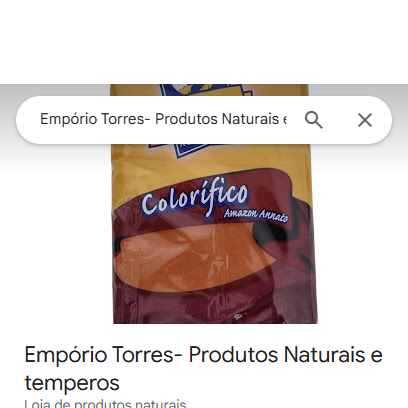 Empório Torres- Produtos Naturais e
Colorífico
Amazon Annato
Empório Torres- Produtos Naturais e
temperos
Loja de produtos naturais